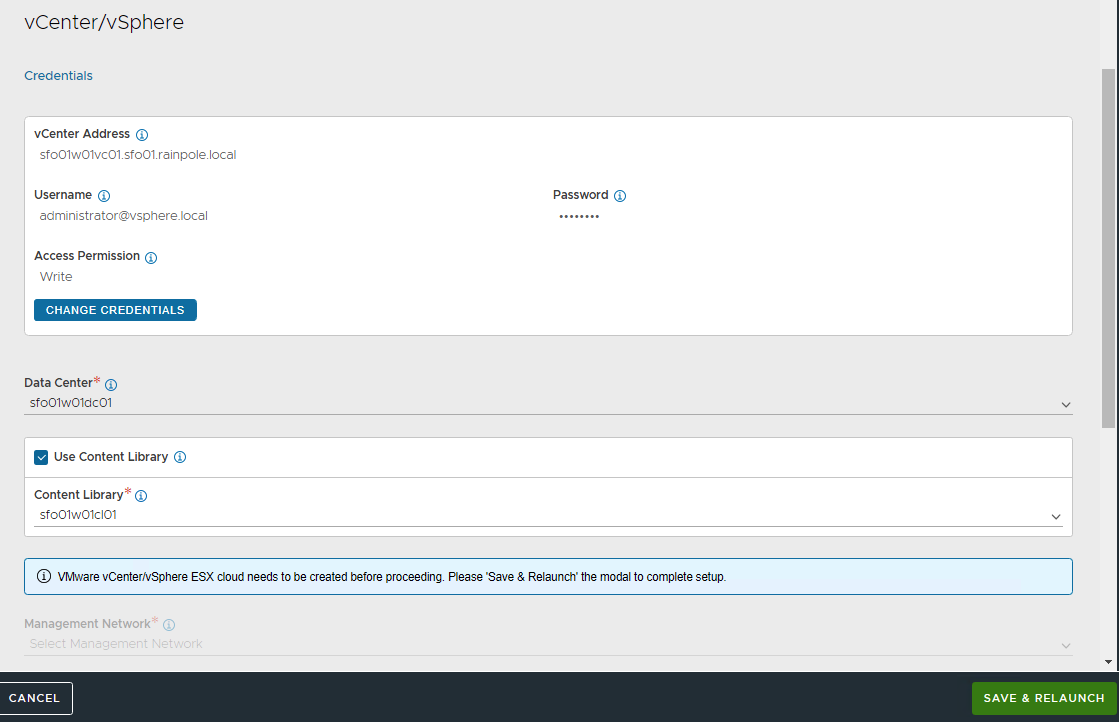 vCenter/vSphere
Credentials
vCenter Address
sfo01w01vc01.sfo01.rainpole.local
Username
Password
administrator@vsphere.local
••••••••
Access Permission
Write
CHANGE CREDENTIALS
Data Center*
sfo01w01dc01
Use Content Library
Content Library*
sfo01w01cl01
VMware vCenter/vSphere ESX cloud needs to be created before proceeding. Please 'Save & Relaunch' the modal to complete setup.
Management Network*
Select Management Network
CANCEL
SAVE & RELAUNCH